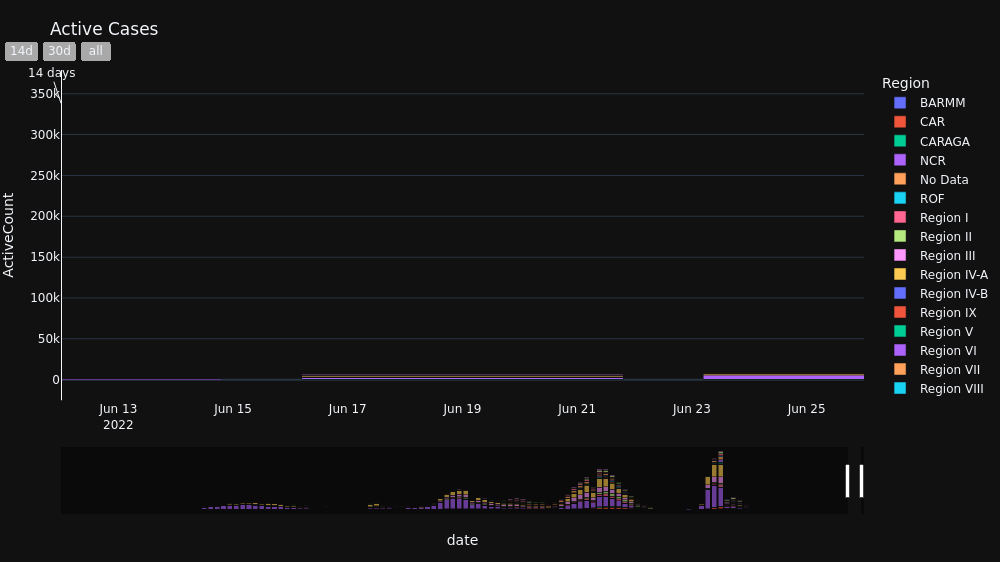 Active Cases
14d 30d all
14 days
350k
300k
250k
200k
150k
100k
50k
0
ActiveCount
Jun 13
2022
Jun 15
Jun 17
Jun 19
Jun 21
Jun 23
Jun 25
date
Region
BARMM
CAR
CARAGA
NCR
No Data
ROF
Region I
Region II
Region III
Region IV-A
Region IV-B
Region IX
Region V
Region VI
Region VII
Region VIII